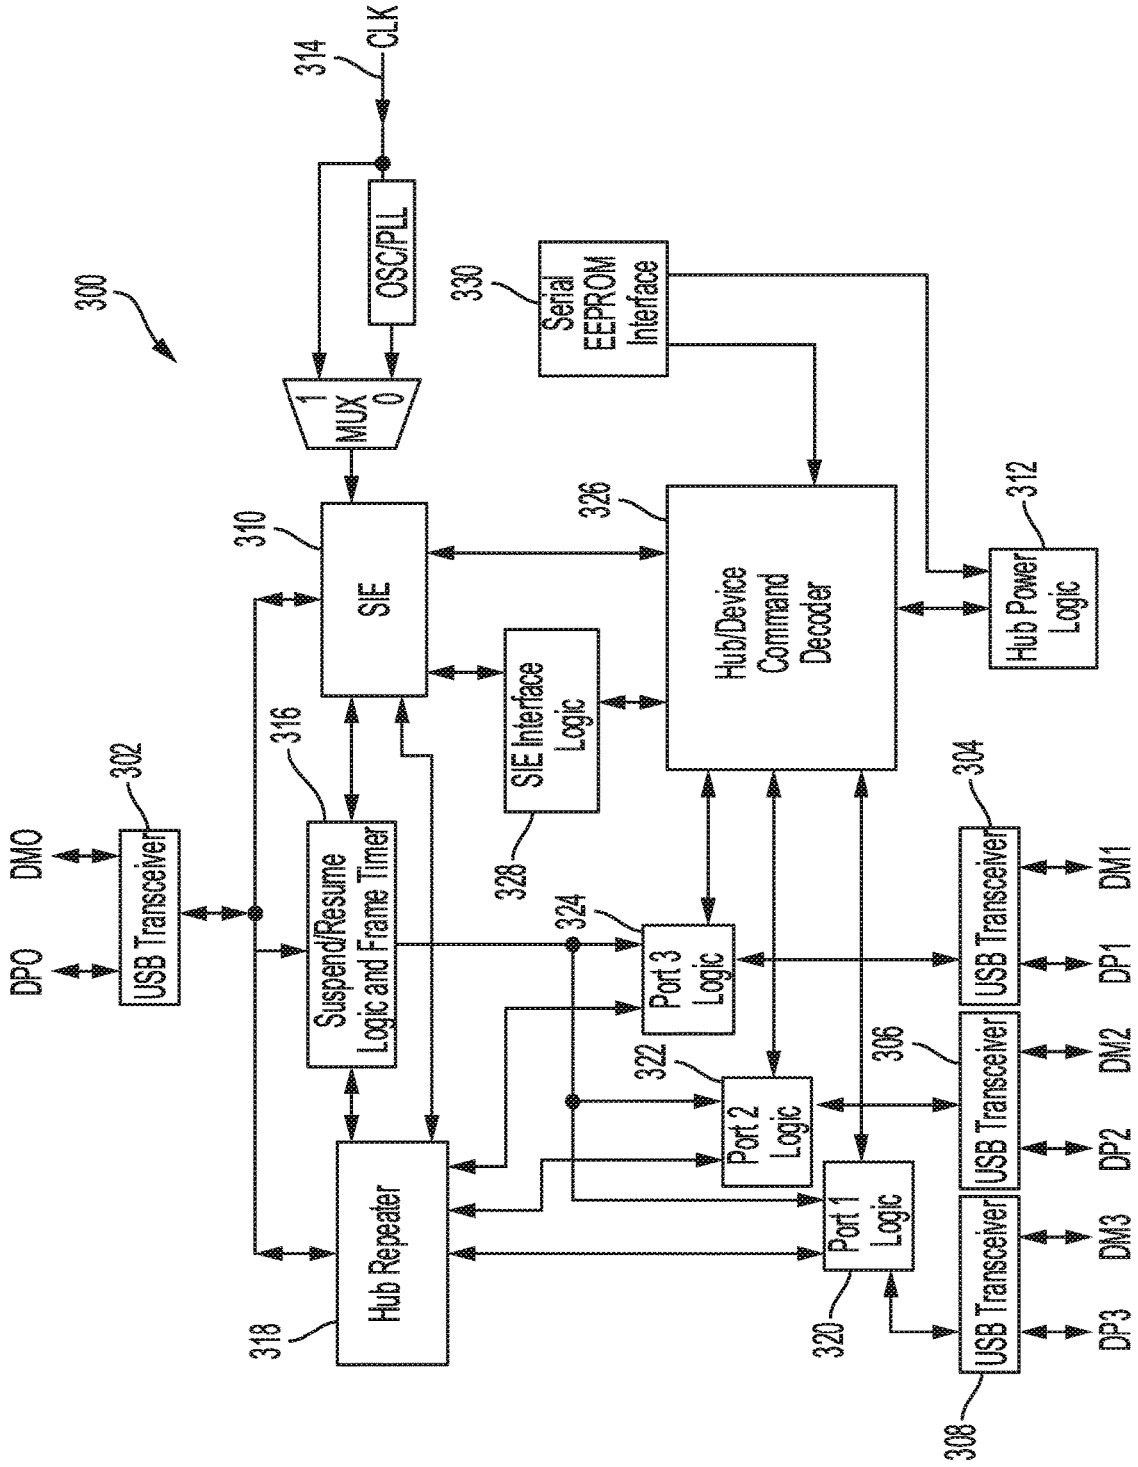 300
DPO
DMO
USB Transceiver
302
CLK
314
OSC/PLL
1
MUX
0
310
SIE
316
Suspend/Resume
Logic and Frame Timer
318
Hub Repeater
328
SIE Interface
Logic
330
Serial
EEPROM
Interface
326
Hub/Device
Command
Decoder
312
Hub Power
Logic
324
Port 3
Logic
322
Port 2
Logic
320
Port 1
Logic
308
USB Transceiver
306
USB Transceiver
304
USB Transceiver
DP3
DM3
DP2
DM2
DP1
DM1